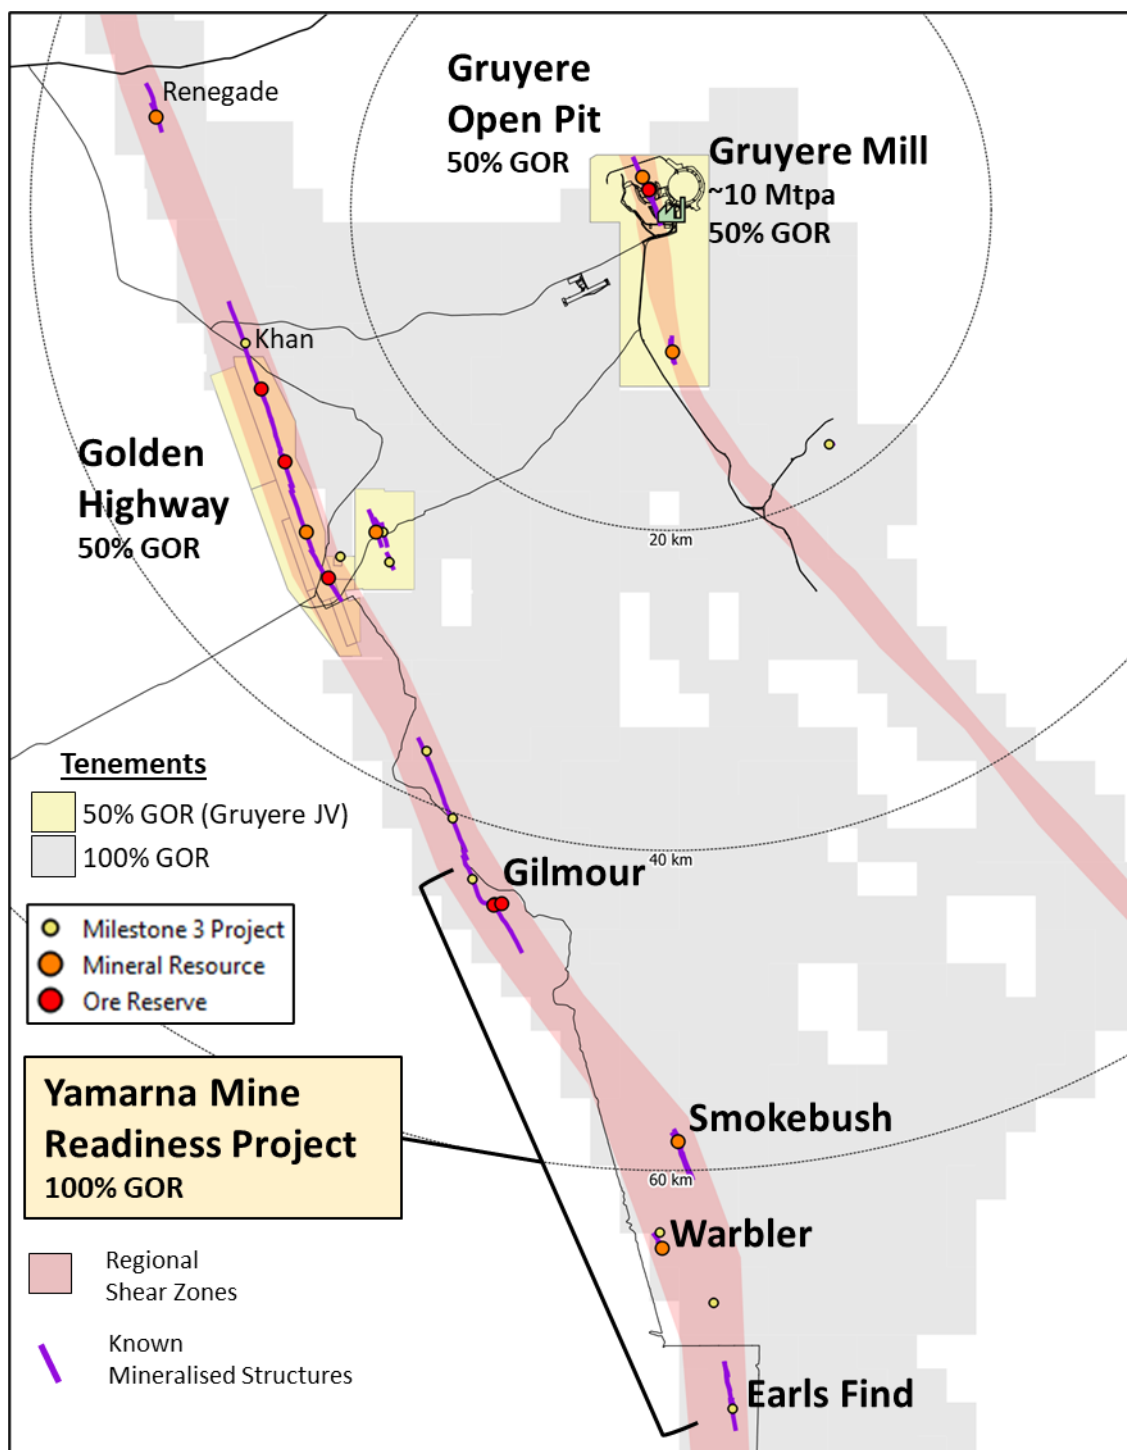 Renegade
Gruyere
Open Pit
50% GOR
Gruyere Mill
~10 Mtpa
50% GOR
Khan
Golden
Highway
50% GOR
20 km
Tenements
50% GOR (Gruyere JV)
100% GOR
40 km
Gilmour
Milestone 3 Project
Mineral Resource
Ore Reserve
Yamarna Mine
Readiness Project
100% GOR
Smokebush
60 km
Warbler
Regional
Shear Zones
Known
Mineralised Structures
Earls Find